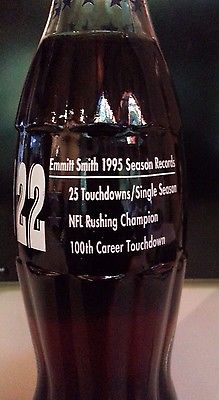 Emmitt Smith 1995 Season Records
25 Touchdowns/Single Season
22
NFL Rushing Champion
100th Career Touchdown